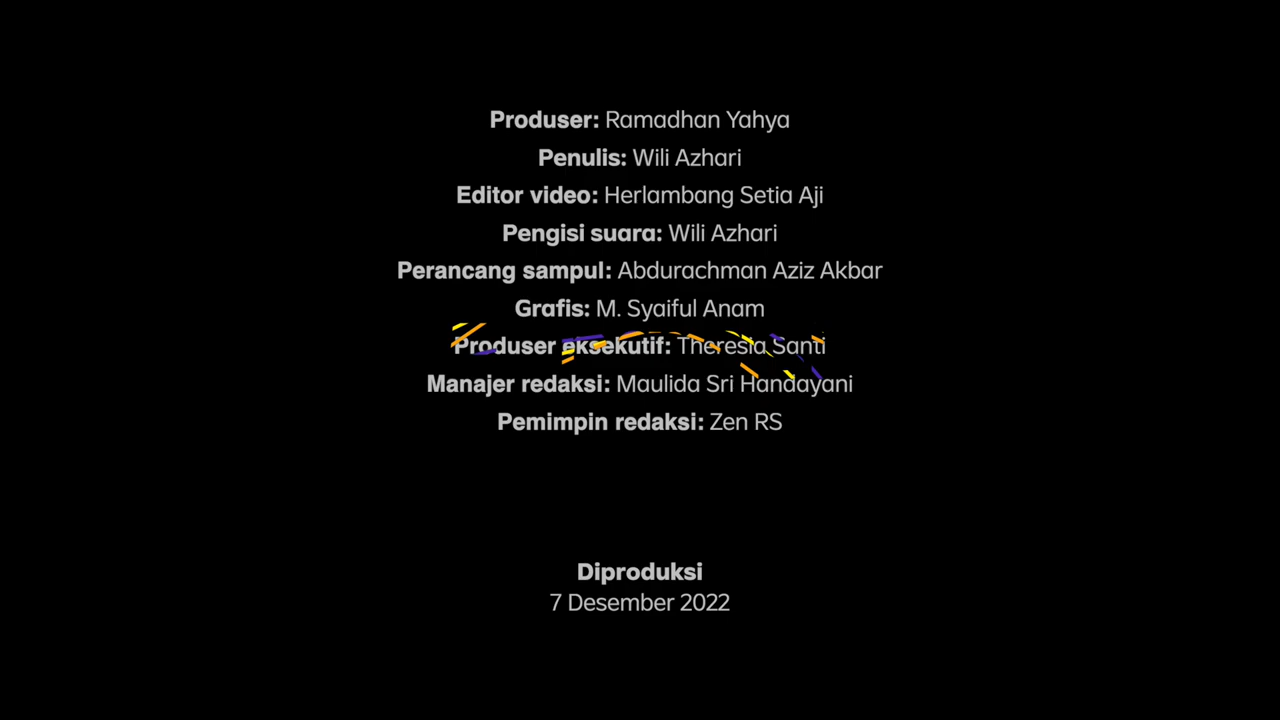 Produser: Ramadhan Yahya
Penulis: Wili Azhari
Editor video: Herlambang Setia Aji
Pengisi suara: Wili Azhari
Perancang sampul: Abdurachman Aziz Akbar
Grafis: M. Syaiful Anam
Produser eksekutif: Theresia Santi
Manajer redaksi: Maulida Sri Handayani
Pemimpin redaksi: Zen RS
Diproduksi
7 Desember 2022